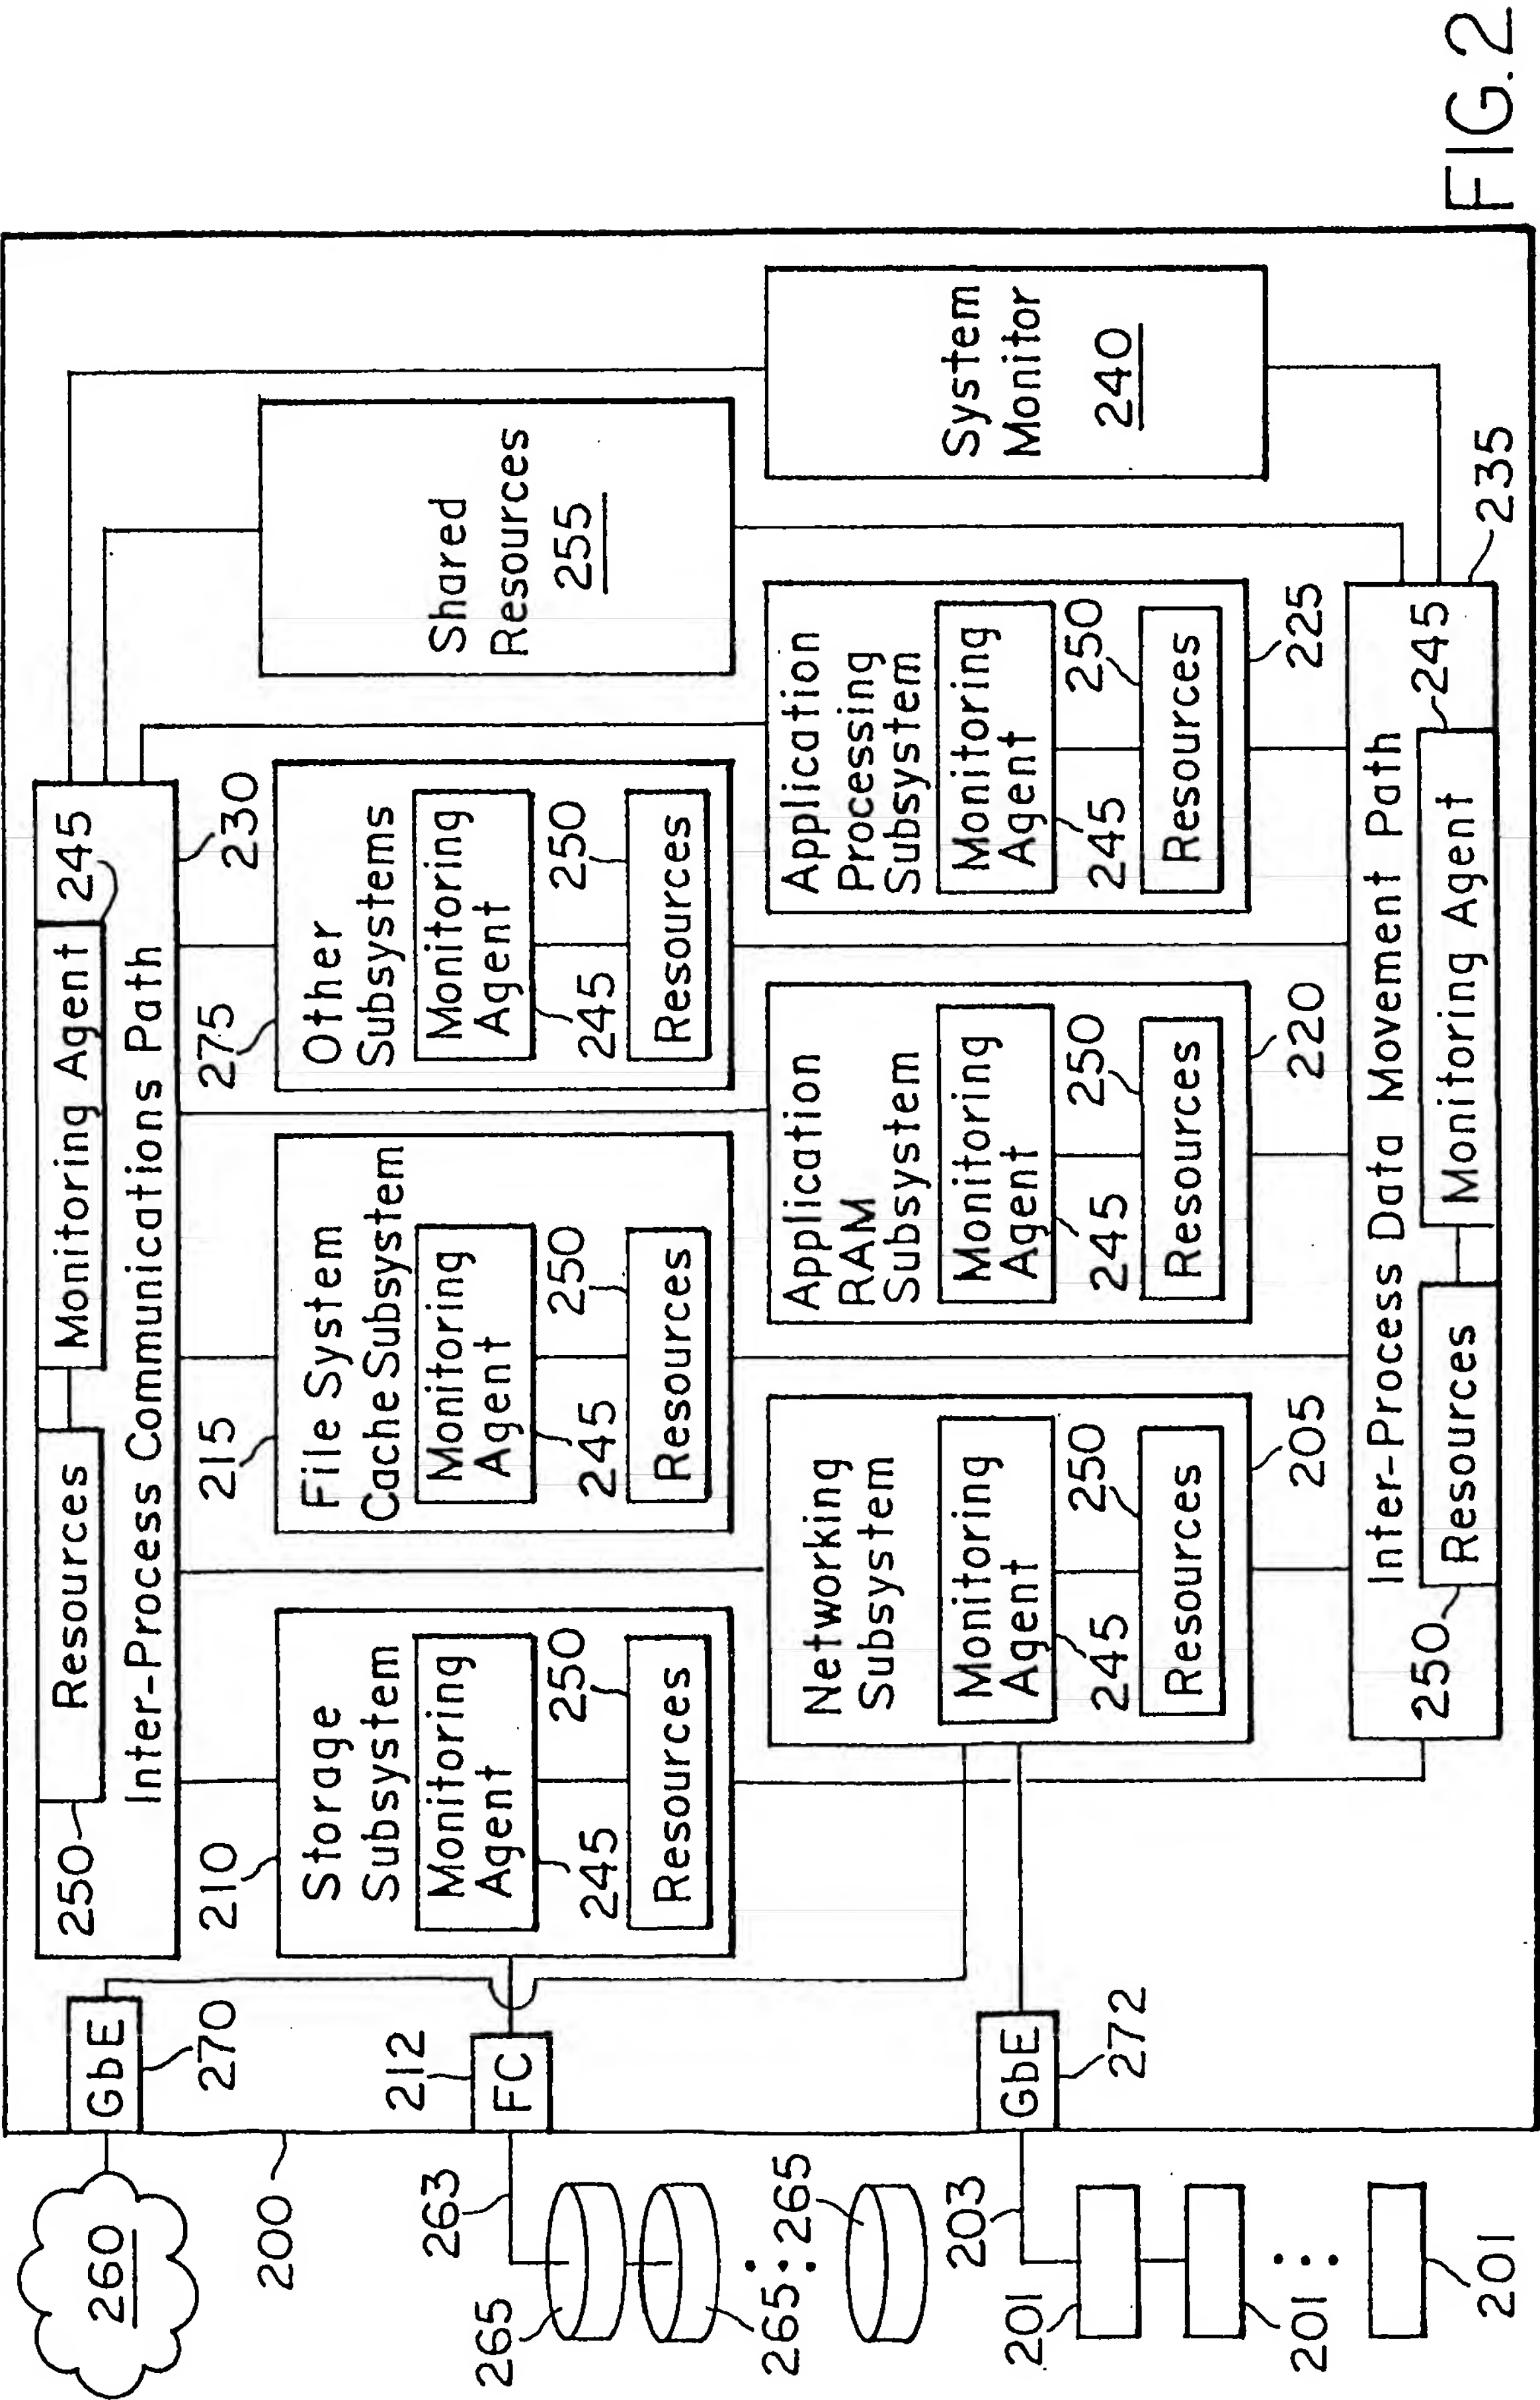 260
GbE
270
250
Resources
Monitoring Agent
245
Inter-Process Communications Path
230
200
210
215
275
Storage
Subsystem
Monitoring
Agent
245
250
Resources
File System
Cache Subsystem
Monitoring
Agent
245
250
Resources
Other
Subsystems
Monitoring
Agent
245
250
Resources
Shared
Resources
255
263
212
FC
265
265
265
Networking
Subsystem
Monitoring
Agent
245
250
Resources
205
Application
RAM
Subsystem
Monitoring
Agent
245
250
Resources
220
Application
Processing
Subsystem
Monitoring
Agent
245
250
Resources
225
System
Monitor
240
203
GbE
272
201
201
201
Inter-Process Data Movement Path
235
250
Resources
Monitoring Agent
245
FIG.2